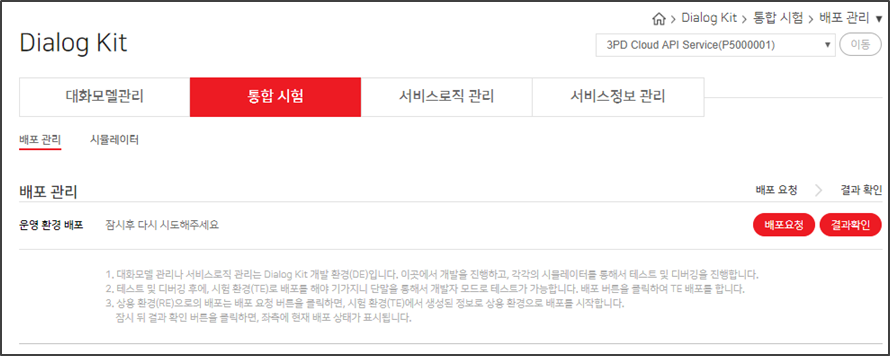 Dialog Kit > 통합 시험 > 배포 관리 ▼
Dialog Kit
3PD Cloud API Service(P5000001) ▼ 이동
대화모델관리 통합 시험 서비스로직 관리 서비스정보 관리
배포 관리 시뮬레이터
배포 관리 배포 요청 > 결과 확인
운영 환경 배포 잠시후 다시 시도해주세요 배포요청 결과확인
1. 대화모델 관리나 서비스로직 관리는 Dialog Kit 개발 환경(DE)입니다. 이곳에서 개발을 진행하고, 각각의 시뮬레이터를 통해서 테스트 및 디버깅을 진행합니다.
2. 테스트 및 디버깅 후에, 시험 환경(TE)로 배포를 해야 기가지니 단말을 통해서 개발자 모드로 테스트가 가능합니다. 배포 버튼을 클릭하여 TE 배포를 합니다.
3. 상용 환경(RE)으로의 배포는 배포 요청 버튼을 클릭하면, 시험 환경(TE)에서 생성된 정보로 상용 환경으로 배포를 시작합니다.
잠시 뒤 결과 확인 버튼을 클릭하면, 좌측에 현재 배포 상태가 표시됩니다.